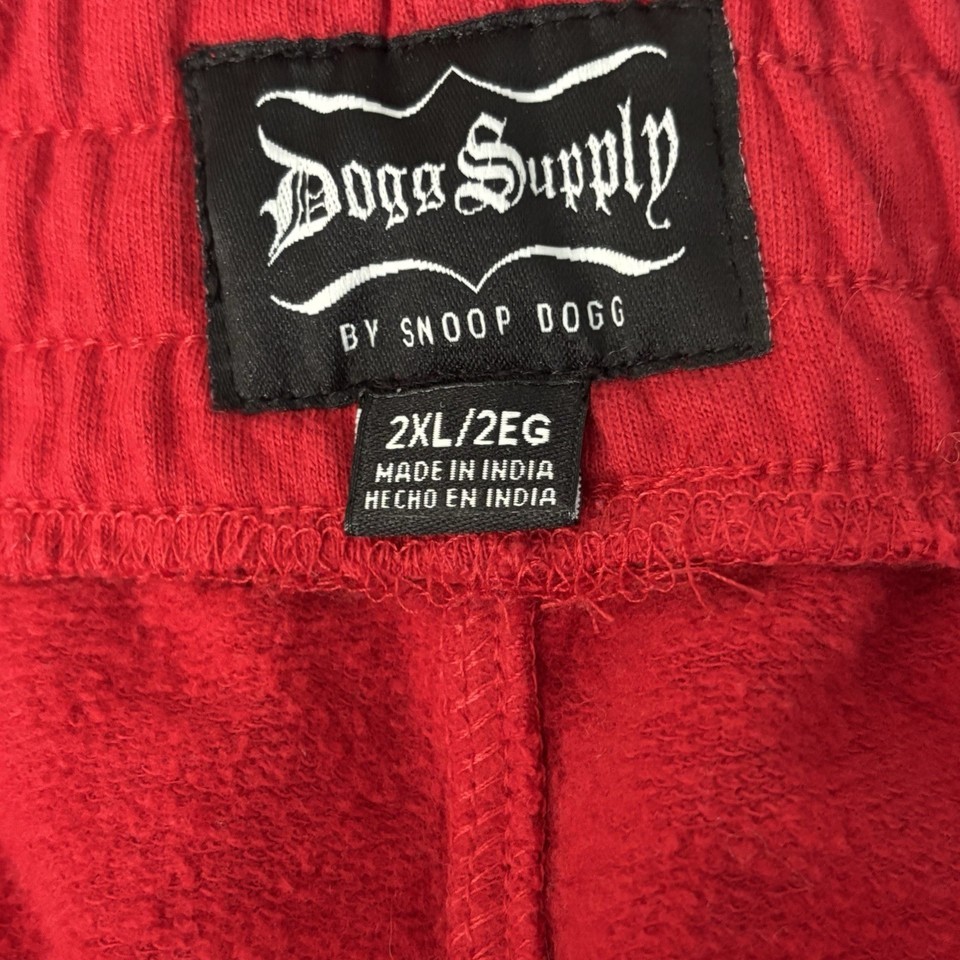 Dogg Supply
BY SNOOP DOGG
2XL/2EG
MADE IN INDIA
HECHO EN INDIA